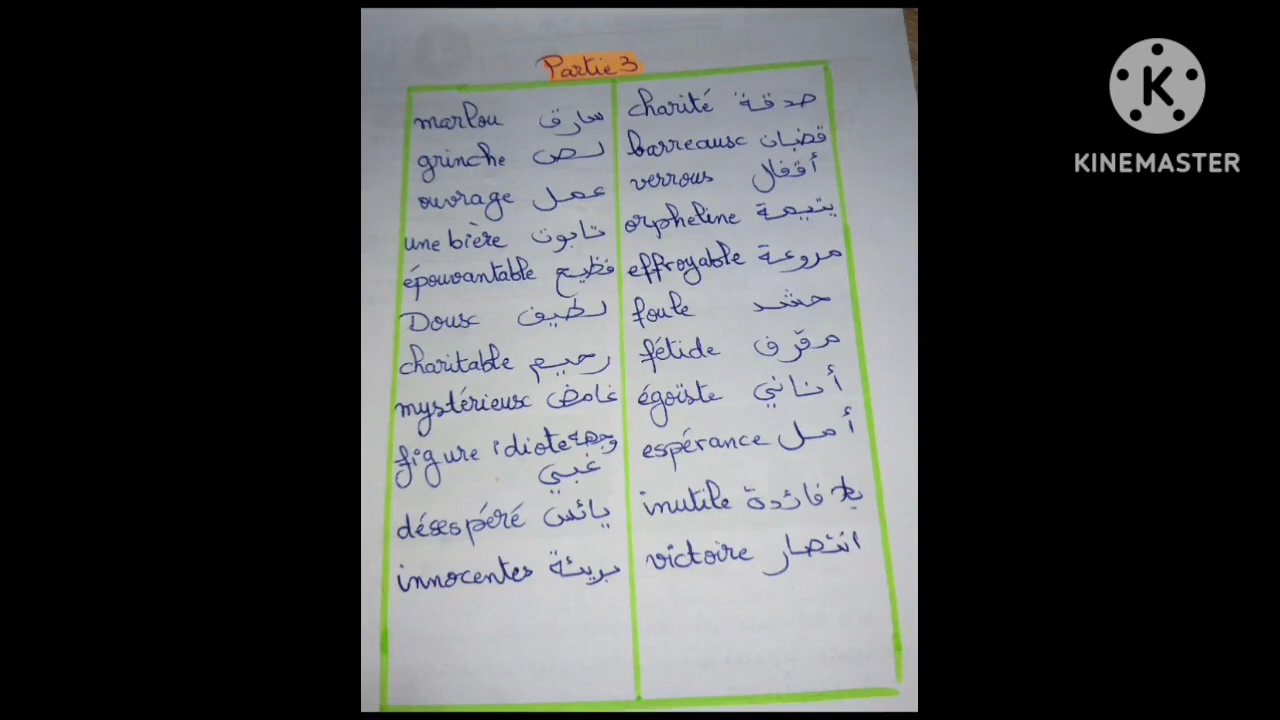 Partie 3
marlou سارق
grinche لص
ouvrage عمل
une bière تابوت
épouvantable فظيع
Doux لطيف
charitable رحيم
mystérieux غامض
figure idiote وجهة
غبي
désespéré يائس
innocentes بريئة
charité صدقة
barreaux قضبان
verrous أقفال
orpheline يتيمة
effroyable مروعة
foule حشد
fétide مقرف
égoïste أناني
espérance أمل
inutile بلا فائدة
victoire انتصار
K
KINEMASTER